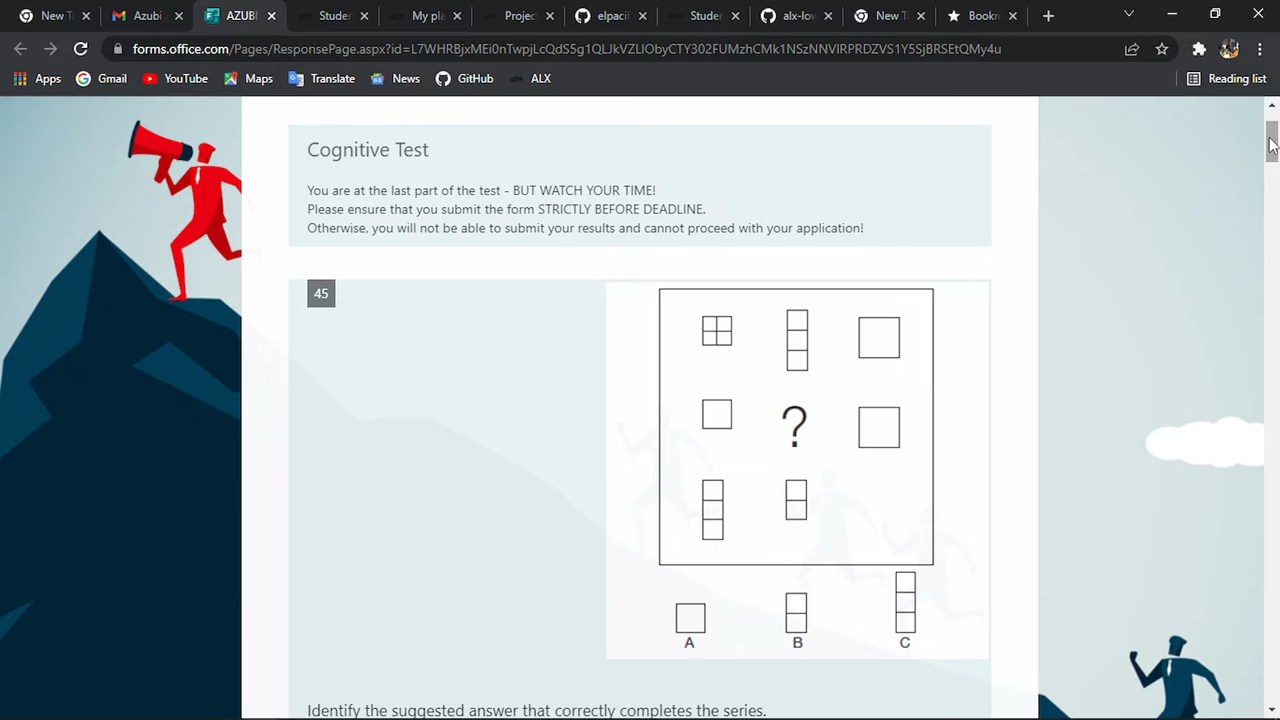 New T
Azubi
AZUBI
Studer
My pla
Projec
elpacif
Studer
alx-lov
New T
Bookn
forms.office.com/Pages/ResponsePage.aspx?id=L7WHRBjxMEi0nTwpjLcQdS5g1QLJkVZLlObyCTY302FUMzhCMk1NSzNNVlRPRDZVS1Y5SjBRSEtQMy4u
Apps
Gmail
YouTube
Maps
Translate
News
GitHub
ALX
Reading list
Cognitive Test
You are at the last part of the test - BUT WATCH YOUR TIME!
Please ensure that you submit the form STRICTLY BEFORE DEADLINE.
Otherwise, you will not be able to submit your results and cannot proceed with your application!
45
?
A B C
Identify the suggested answer that correctly completes the series.